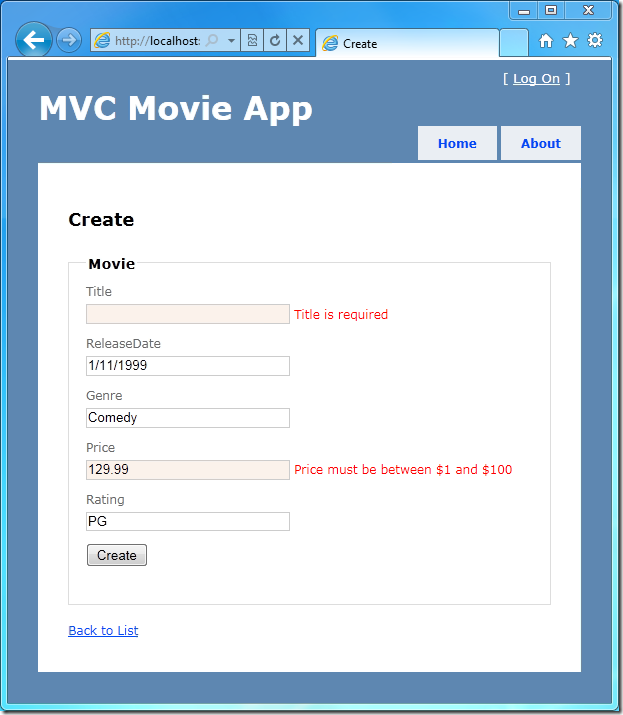 http://localhost:
Create
[ Log On ]
MVC Movie App
Home
About
Create
Movie
Title
Title is required
ReleaseDate
1/11/1999
Genre
Comedy
Price
129.99
Price must be between $1 and $100
Rating
PG
Create
Back to List